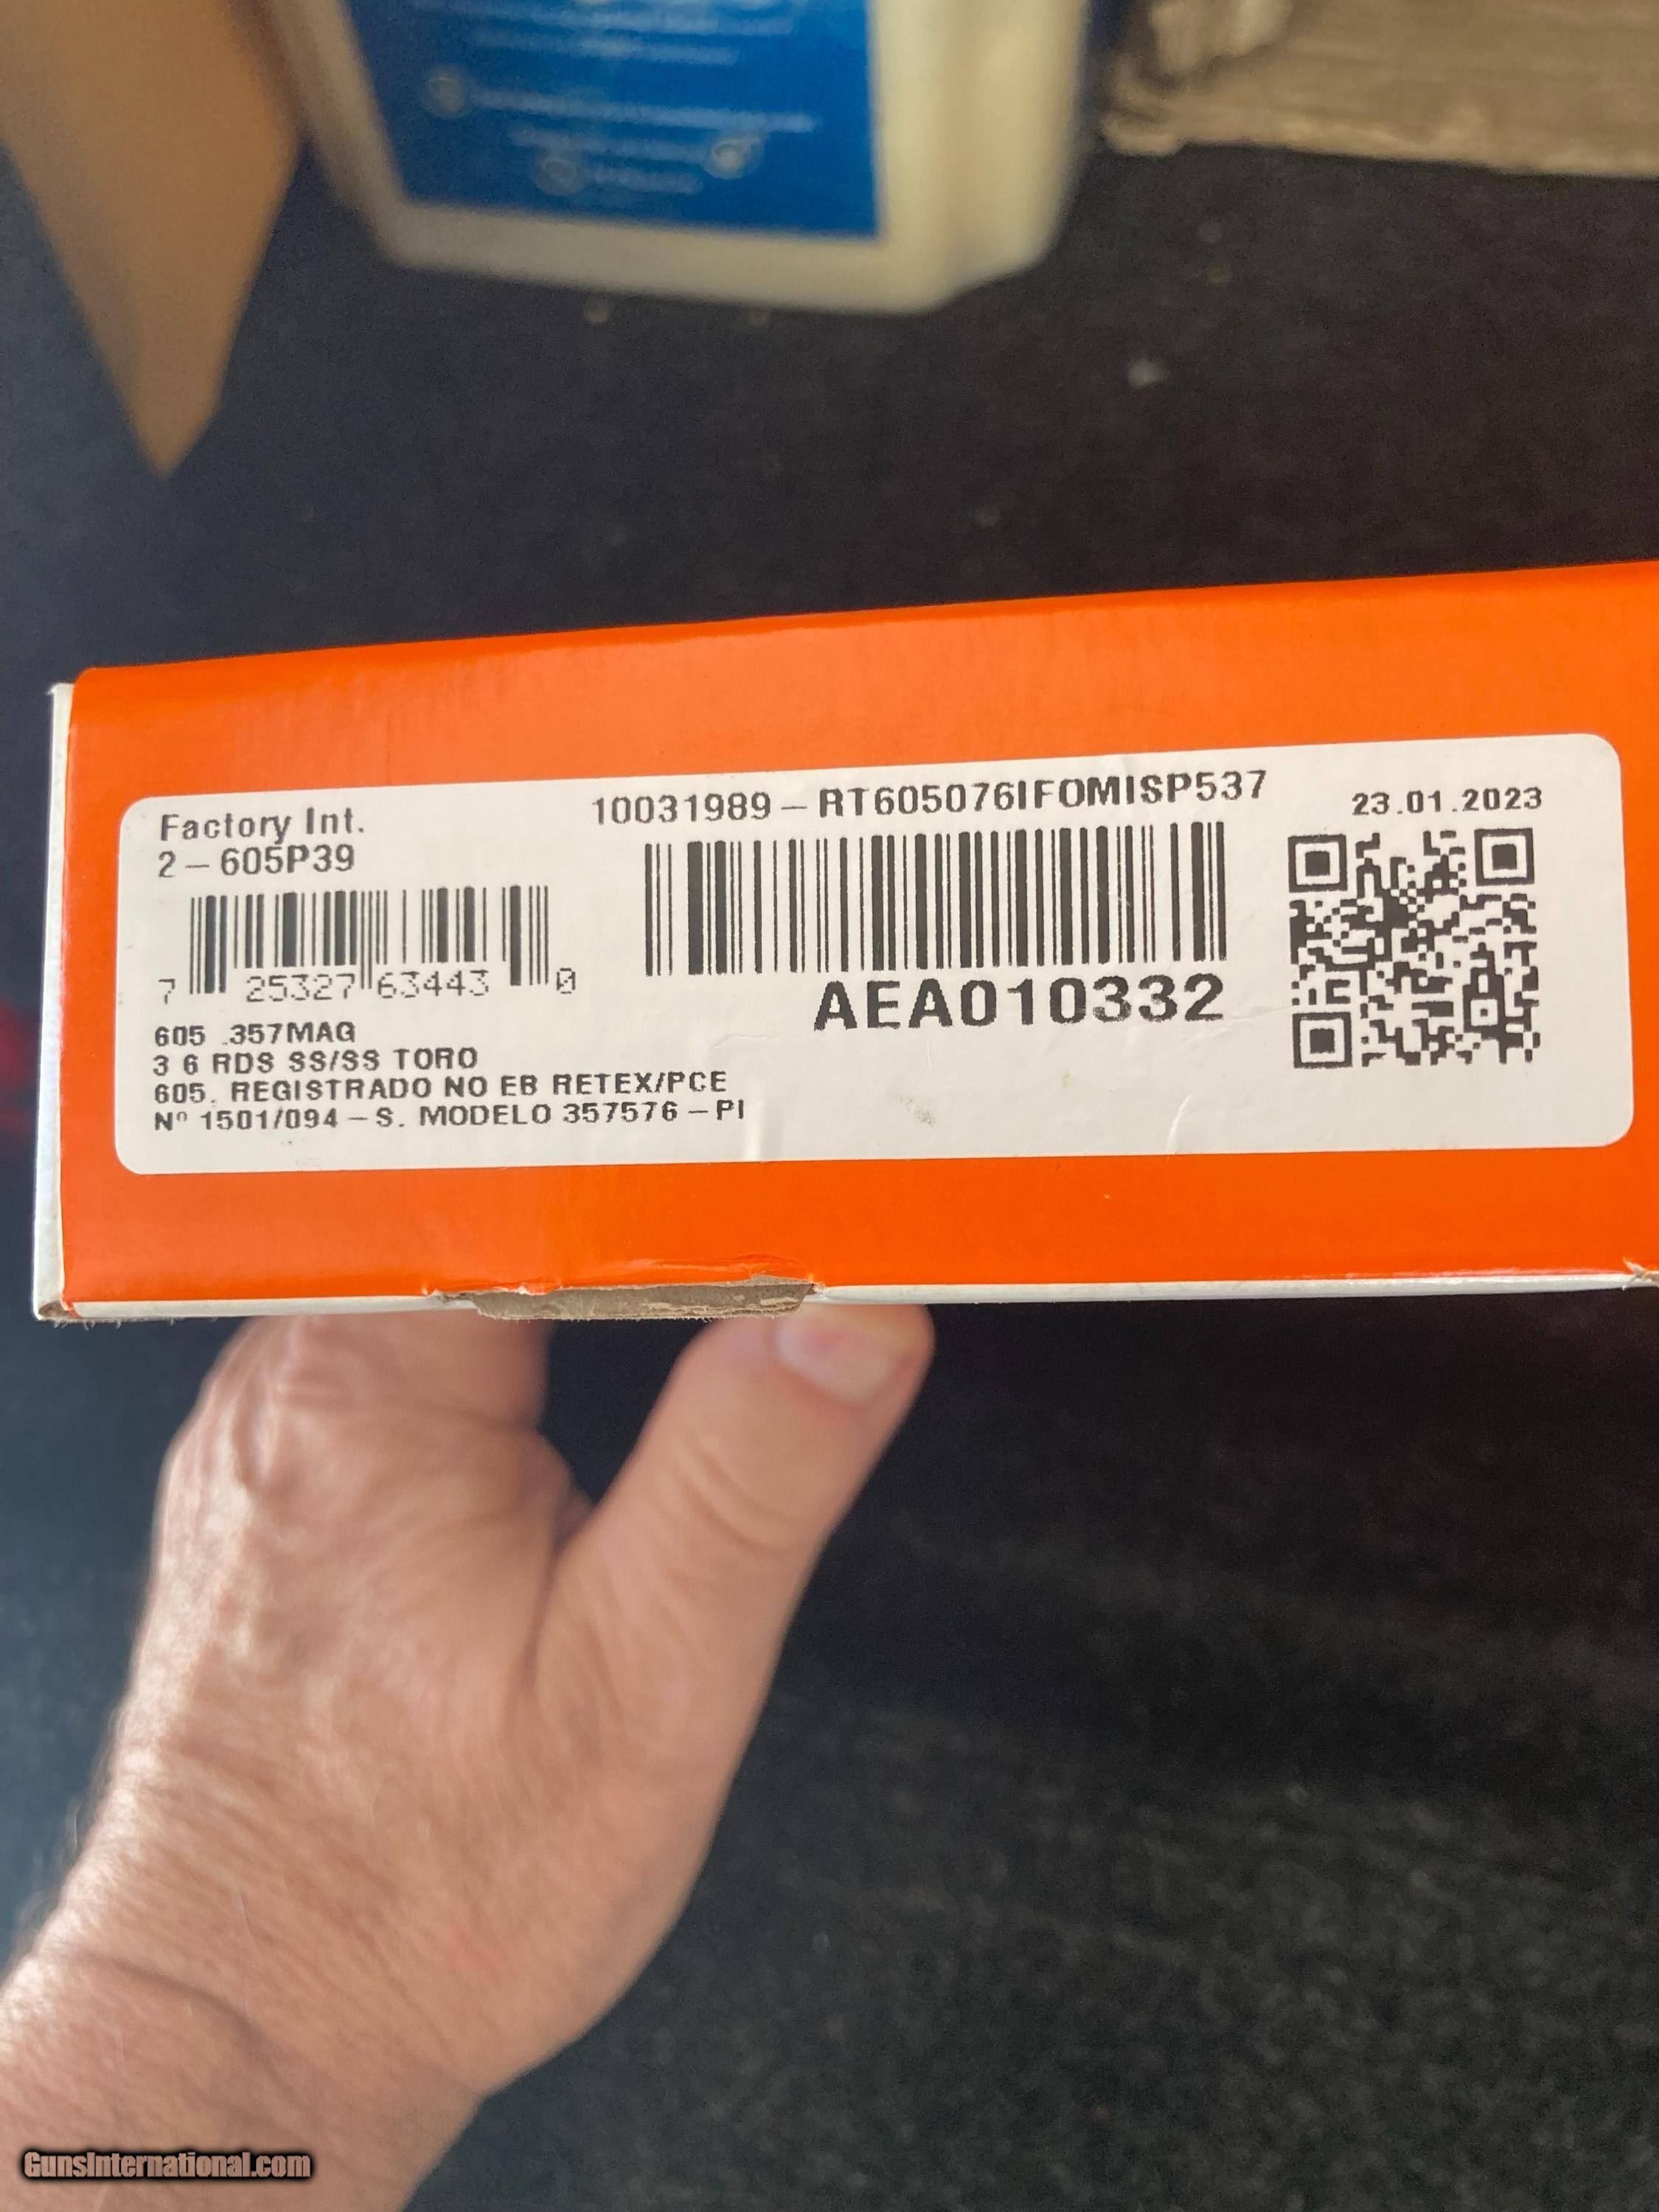 Factory Int.
2-605P39
7 25327 63443 0
605 .357MAG
3 6 RDS SS/SS TORO
605. REGISTRADO NO EB RETEX/PCE
Nº 1501/094-S. MODELO 357576-PI
10031989-RT605076IFOMISP537
AEA010332
23.01.2023
GunsInternational.com